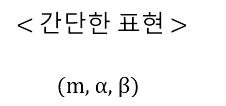 < 간단한 표현 >
(m, α, β)